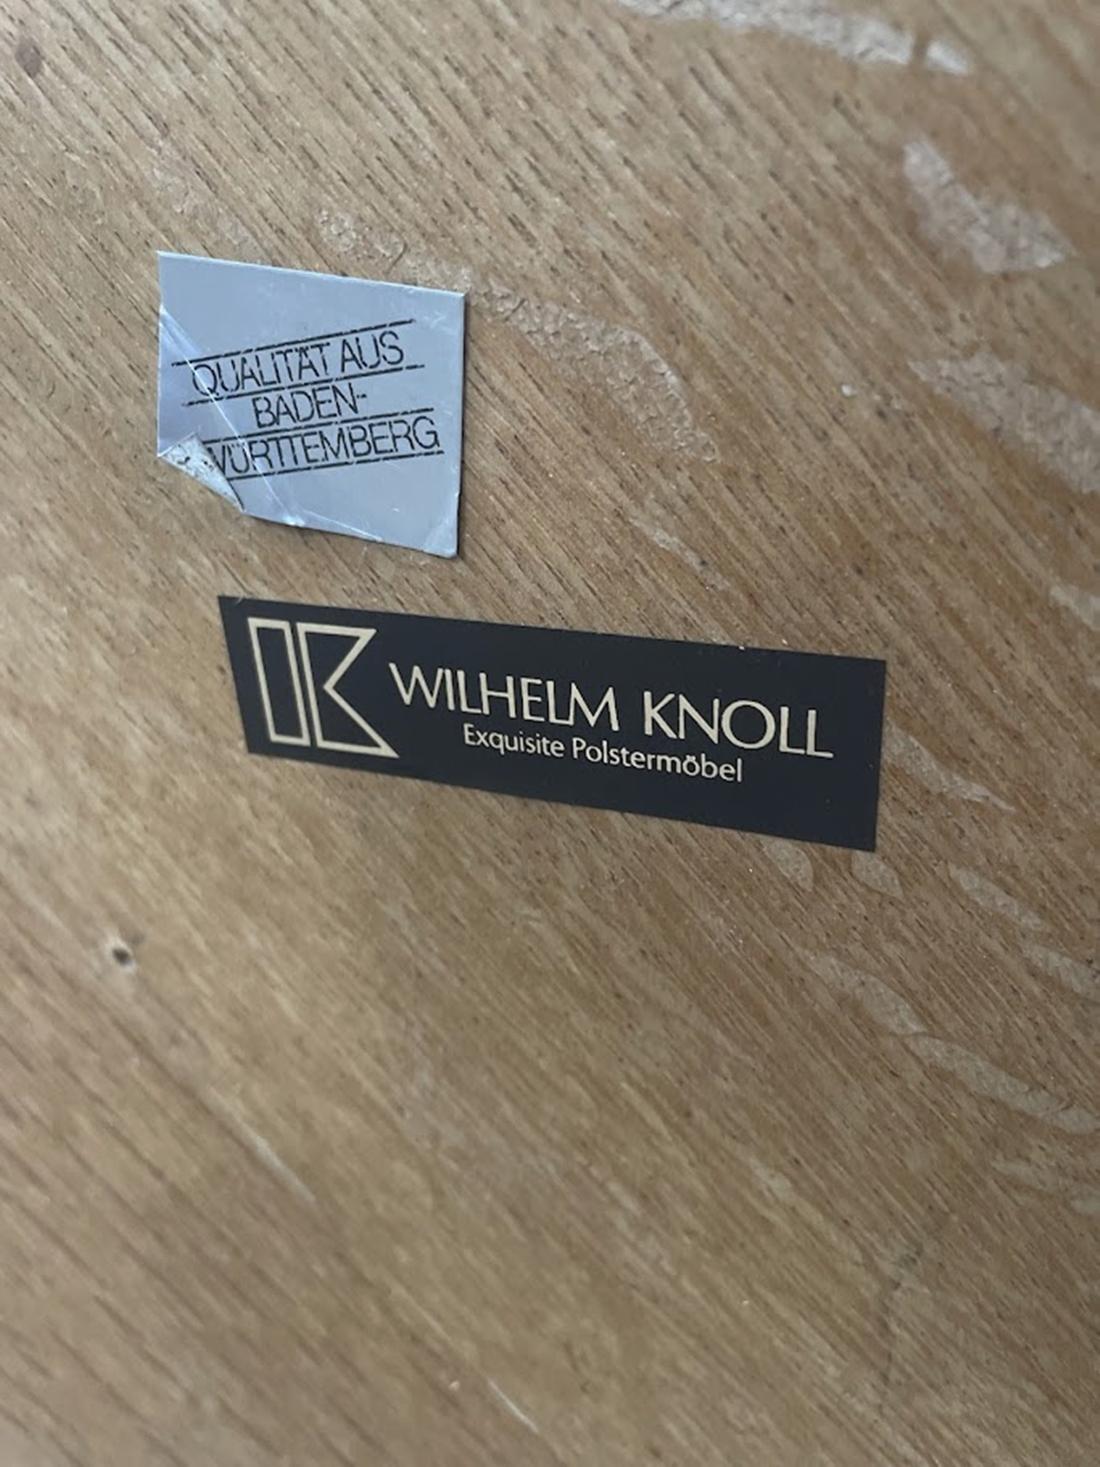 QUALITÄT AUS
BADEN-
WÜRTTEMBERG
K WILHELM KNOLL
Exquisite Polstermöbel